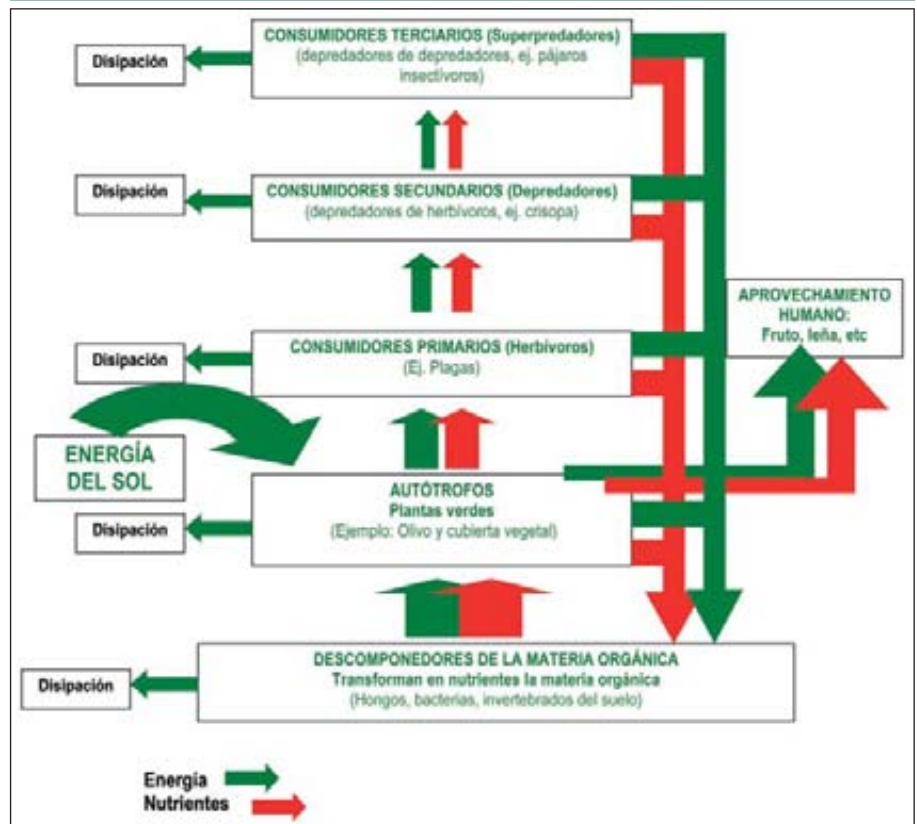 CONSUMIDORES TERCIARIOS (Superpredadores)
(depredadores de depredadores, ej. pájaros
insectívoros)
Disipación
CONSUMIDORES SECUNDARIOS (Depredadores)
(depredadores de herbívoros, ej. crisopa)
Disipación
APROVECHAMIENTO
HUMANO:
Fruto, leña, etc
CONSUMIDORES PRIMARIOS (Herbívoros)
(Ej. Plagas)
Disipación
ENERGÍA
DEL SOL
AUTÓTROFOS
Plantas verdes
(Ejemplo: Olivo y cubierta vegetal)
Disipación
DESCOMPONEDORES DE LA MATERIA ORGÁNICA
Transforman en nutrientes la materia orgánica
(Hongos, bacterias, invertebrados del suelo)
Disipación
Energía
Nutrientes